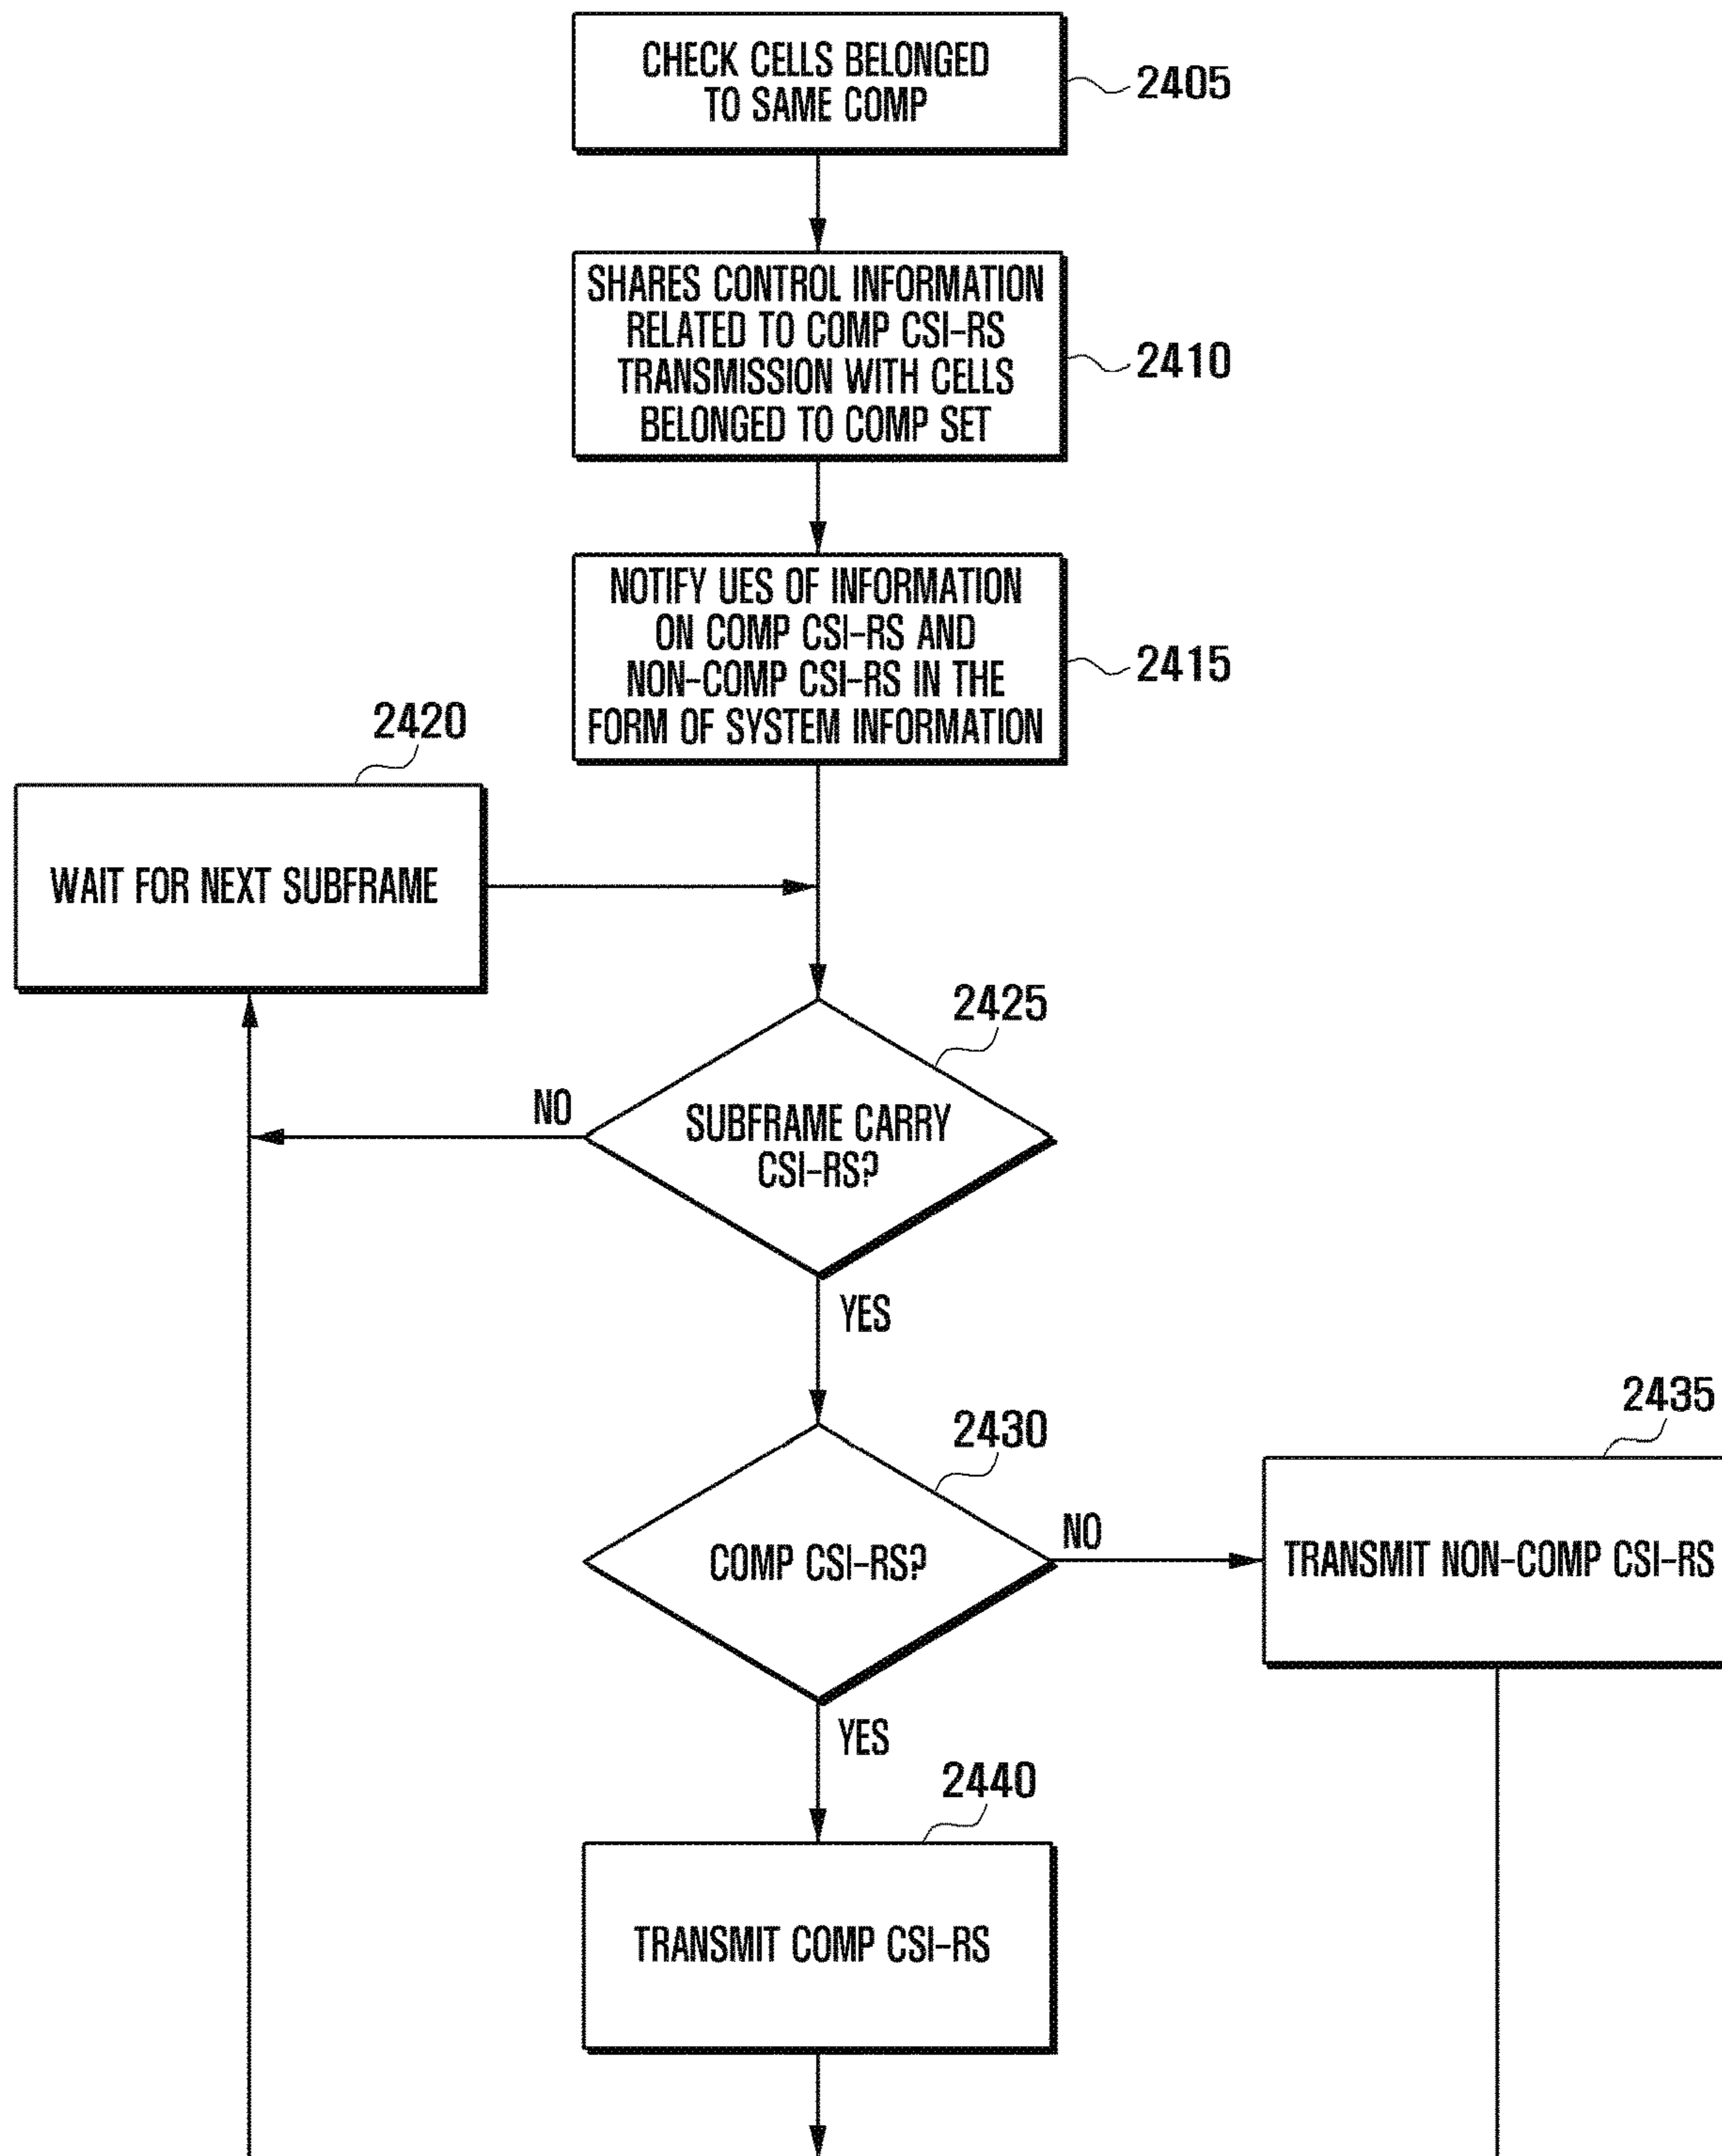 CHECK CELLS BELONGED
TO SAME COMP
2405
SHARES CONTROL INFORMATION
RELATED TO COMP CSI-RS
TRANSMISSION WITH CELLS
BELONGED TO COMP SET
2410
NOTIFY UES OF INFORMATION
ON COMP CSI-RS AND
NON-COMP CSI-RS IN THE
FORM OF SYSTEM INFORMATION
2415
2420
WAIT FOR NEXT SUBFRAME
2425
SUBFRAME CARRY
CSI-RS?
NO
YES
2430
COMP CSI-RS?
NO
2435
TRANSMIT NON-COMP CSI-RS
YES
2440
TRANSMIT COMP CSI-RS